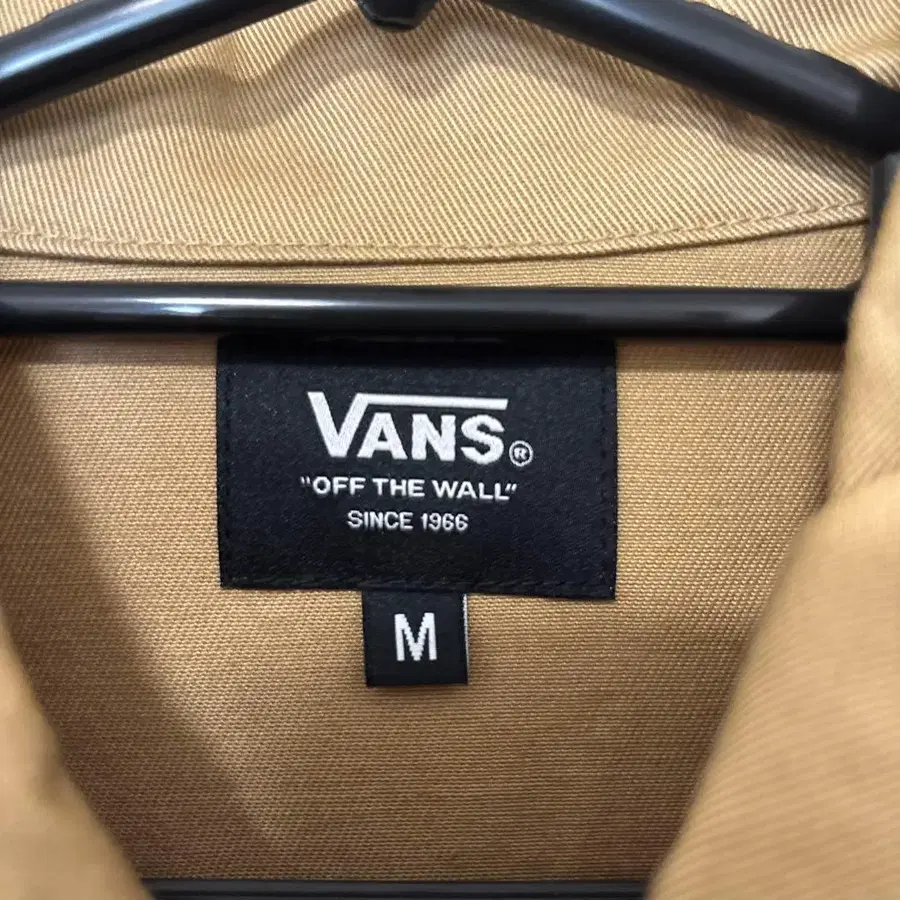 VANS®
"OFF THE WALL"
SINCE 1966
M